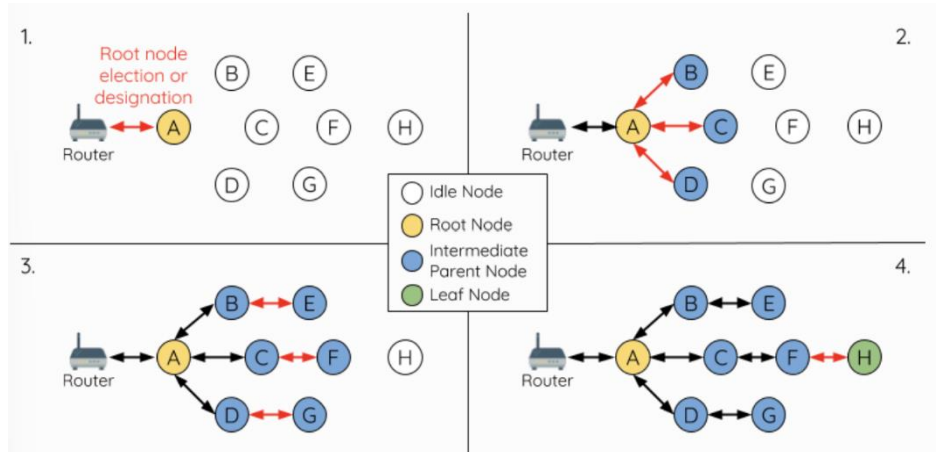 1.
Root node
election or
designation
B E
A C F H
Router
D G
2.
B E
A C F H
Router
D G
Idle Node
Root Node
Intermediate
Parent Node
Leaf Node
3.
B E
A C F H
Router
D G
4.
B E
A C F H
Router
D G